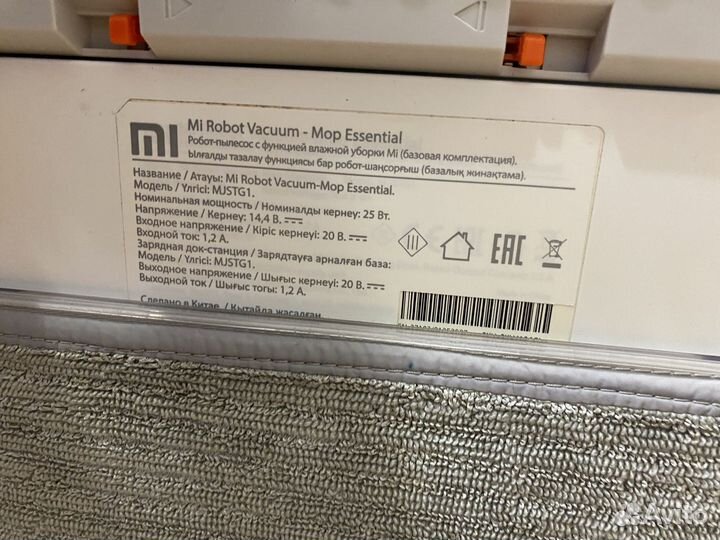 Mi Robot Vacuum - Mop Essential
Робот-пылесос с функцией влажной уборки Mi (базовая комплектация).
Ылғалды тазалау функциясы бар робот-шаңсорғыш (базалық жинақтама).
Название / Атауы: Mi Robot Vacuum-Mop Essential.
Модель / Үлгісі: MJSTG1.
Номинальная мощность / Номиналды кернеу: 25 Вт.
Напряжение / Кернеу: 14,4 В.
Входное напряжение / Кіріс кернеуі: 20 В.
Входной ток: 1,2 А.
Зарядная док-станция / Зарядтауға арналған база:
Модель / Үлгісі: MJSTG1.
Выходное напряжение / Шығыс кернеуі: 20 В.
Выходной ток / Шығыс тогы: 1,2 А.
Сделано в Китае. / Қытайда жасалған.
III
EAC
Avito